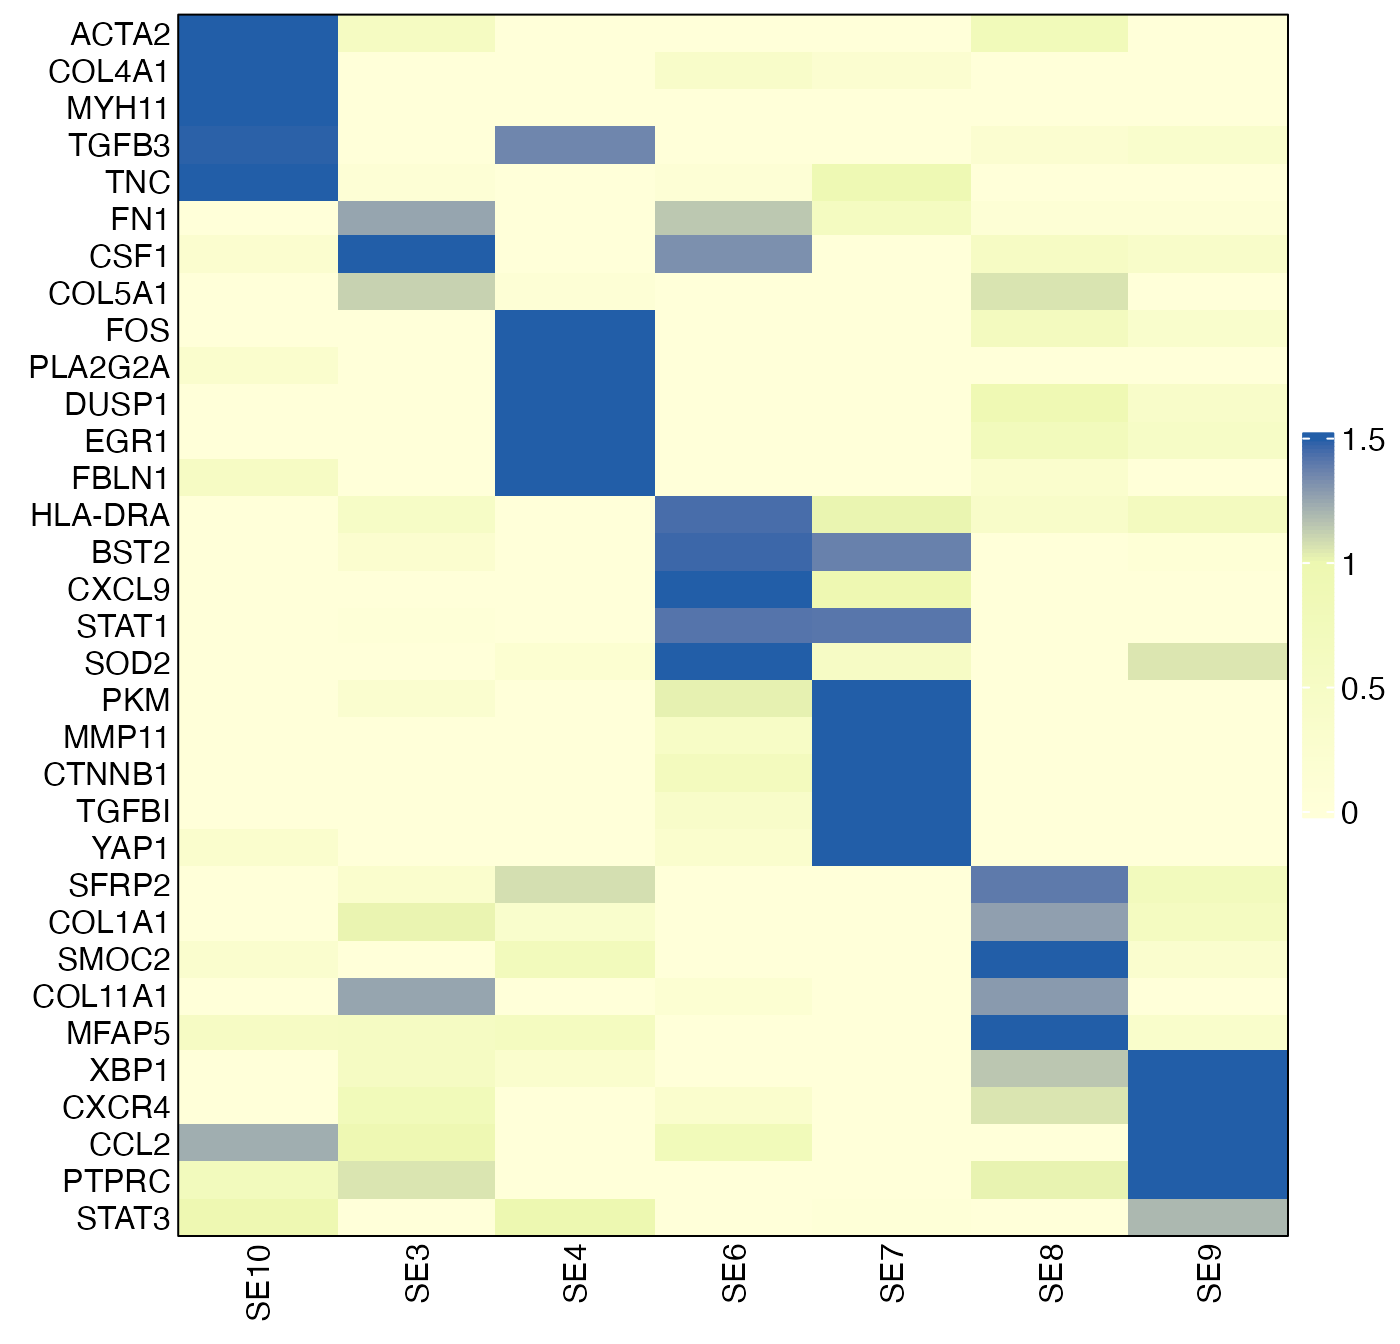 ACTA2
COL4A1
MYH11
TGFB3
TNC
FN1
CSF1
COL5A1
FOS
PLA2G2A
DUSP1
EGR1
FBLN1
HLA-DRA
BST2
CXCL9
STAT1
SOD2
PKM
MMP11
CTNNB1
TGFBI
YAP1
SFRP2
COL1A1
SMOC2
COL11A1
MFAP5
XBP1
CXCR4
CCL2
PTPRC
STAT3
SE10
SE3
SE4
SE6
SE7
SE8
SE9
1.5
1
0.5
0